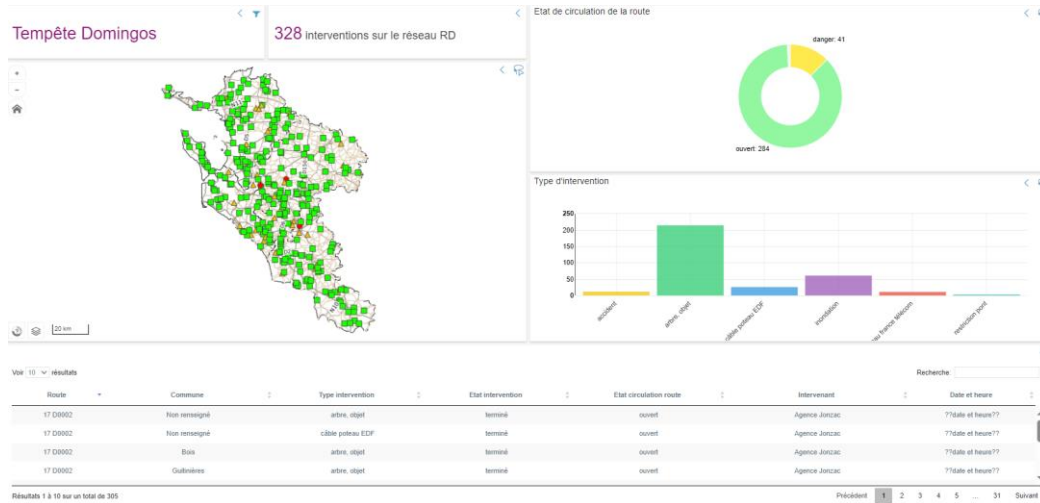 Tempête Domingos
328 interventions sur le réseau RD
Etat de circulation de la route
danger: 41
ouvert: 284
20 km
Type d'intervention
250
200
150
100
50
0
accident
arbre, objet
câble poteau EDF
inondation
au france télécom
restriction pont
Voir 10 résultats
Recherche
Route Commune Type intervention Etat intervention Etat circulation route Intervenant Date et heure
17 D0002 Non renseigné arbre, objet terminé ouvert Agence Jonzac ??date et heure??
17 D0002 Non renseigné câble poteau EDF terminé ouvert Agence Jonzac ??date et heure??
17 D0002 Bois arbre, objet terminé ouvert Agence Jonzac ??date et heure??
17 D0002 Guitinières arbre, objet terminé ouvert Agence Jonzac ??date et heure??
Résultats 1 à 10 sur un total de 305
Précédent 1 2 3 4 5 ... 31 Suivant